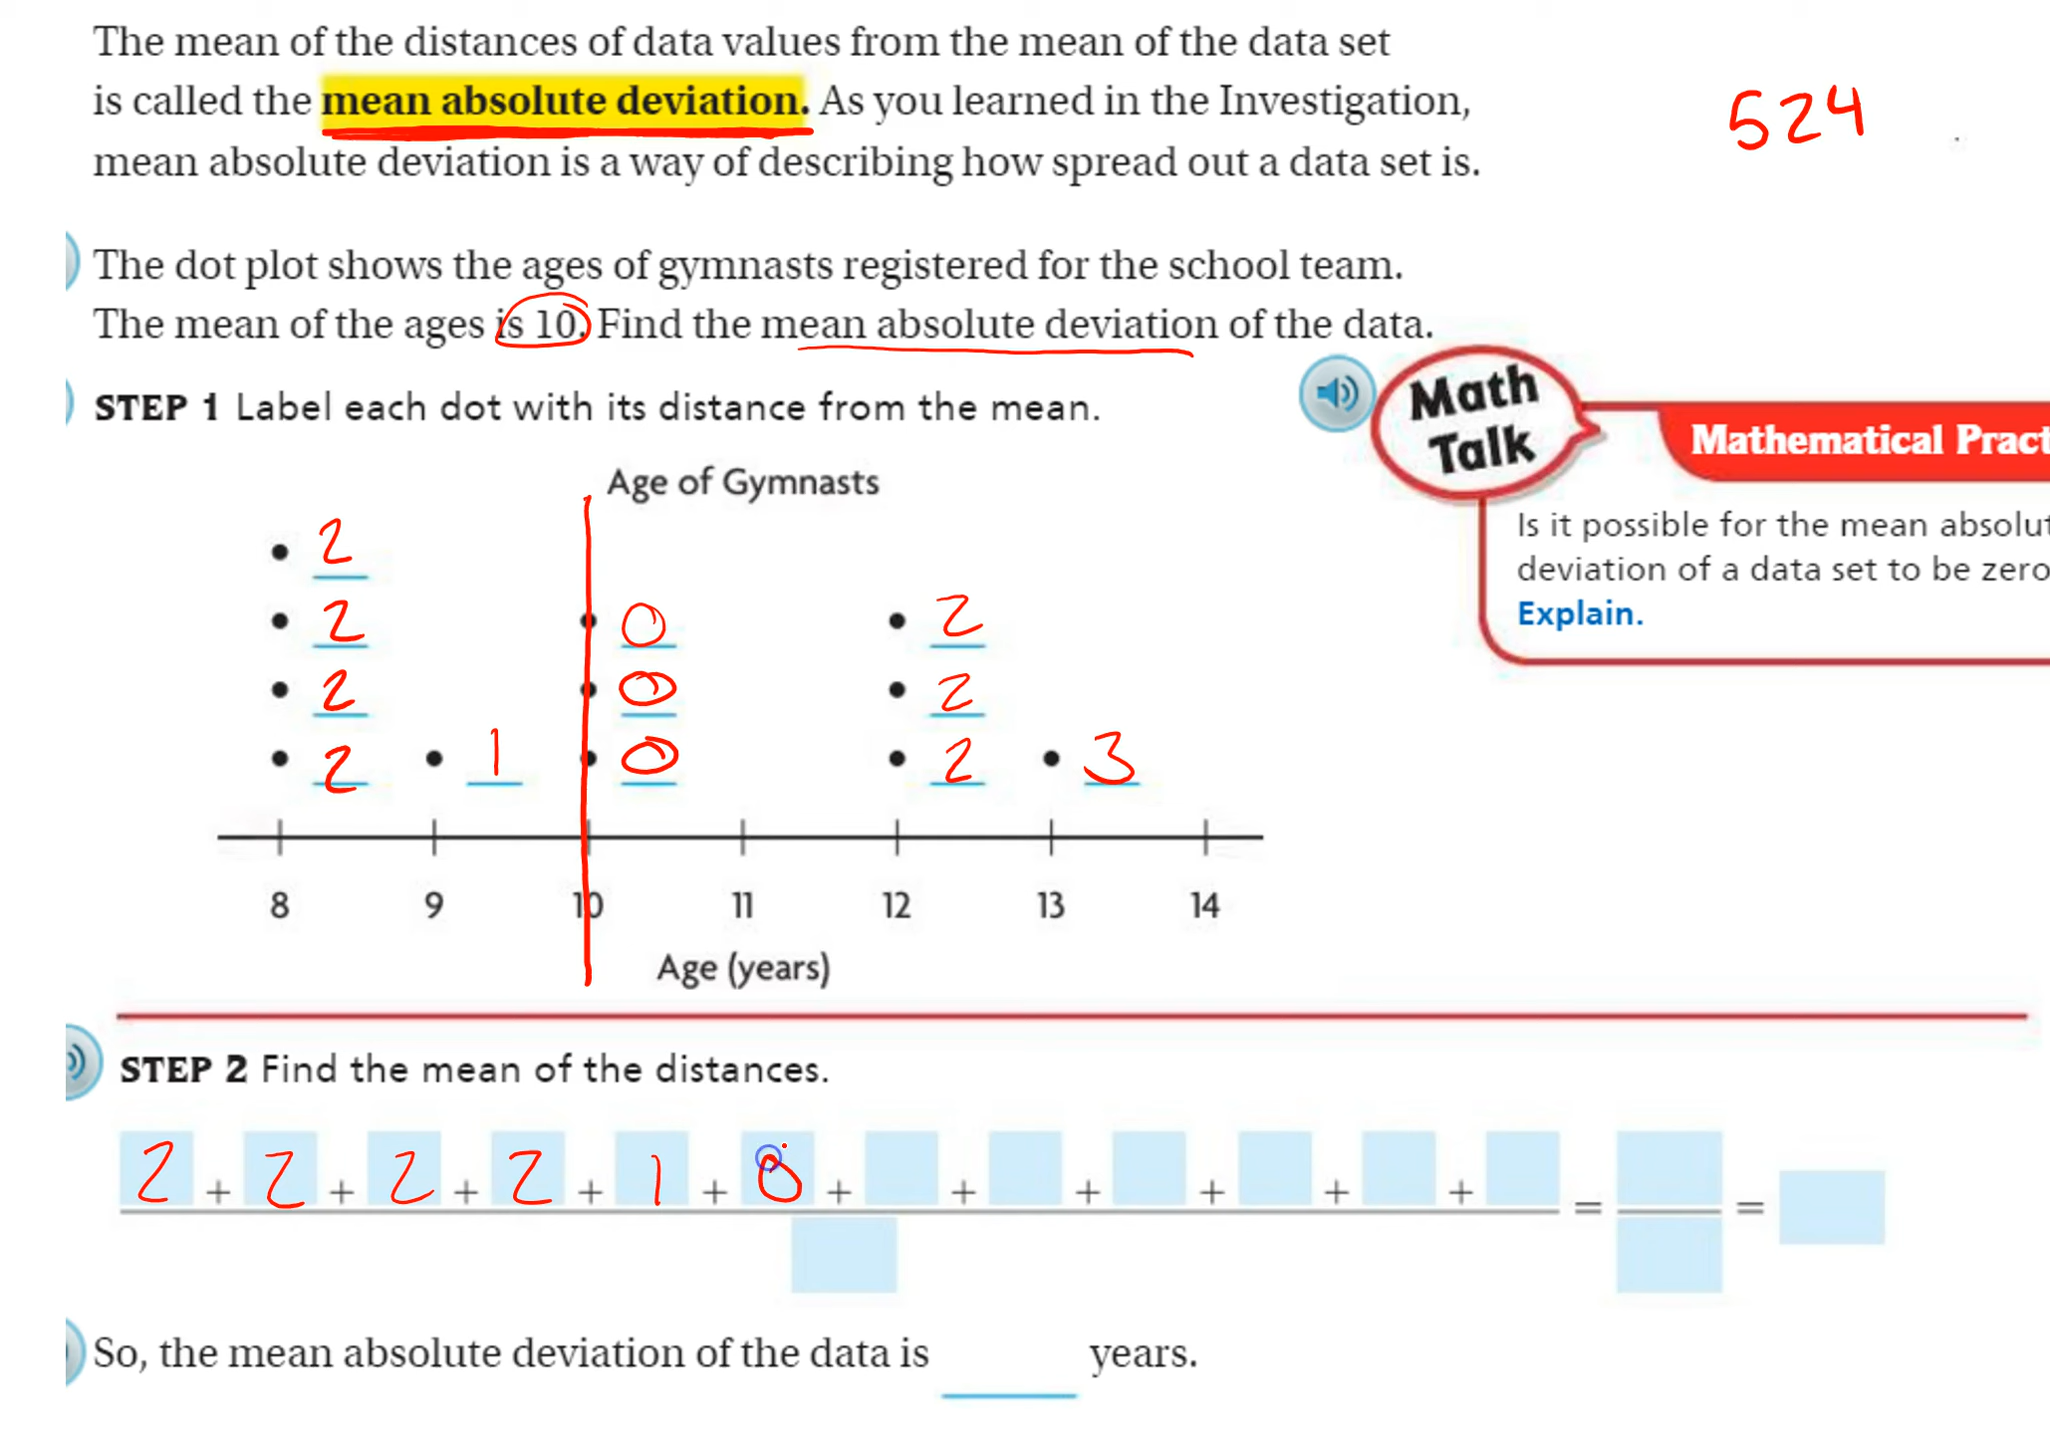 The mean of the distances of data values from the mean of the data set
is called the mean absolute deviation. As you learned in the Investigation,
mean absolute deviation is a way of describing how spread out a data set is.
524
The dot plot shows the ages of gymnasts registered for the school team.
The mean of the ages is 10. Find the mean absolute deviation of the data.
STEP 1 Label each dot with its distance from the mean.
Math
Talk
Mathematical Pract
Is it possible for the mean absolut
deviation of a data set to be zero
Explain.
Age of Gymnasts
2
2 0 2
2 0 2
2 1 0 2 3
8 9 10 11 12 13 14
Age (years)
STEP 2 Find the mean of the distances.
2 + 2 + 2 + 2 + 1 + 0 + + + + + + = =
So, the mean absolute deviation of the data is ____ years.